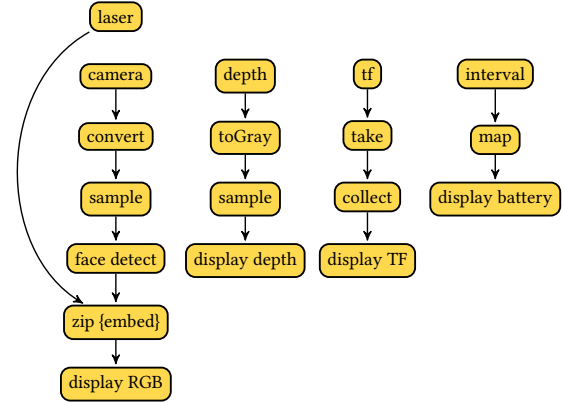 laser
camera
convert
sample
face detect
zip {embed}
display RGB
depth
toGray
sample
display depth
tf
take
collect
display TF
interval
map
display battery